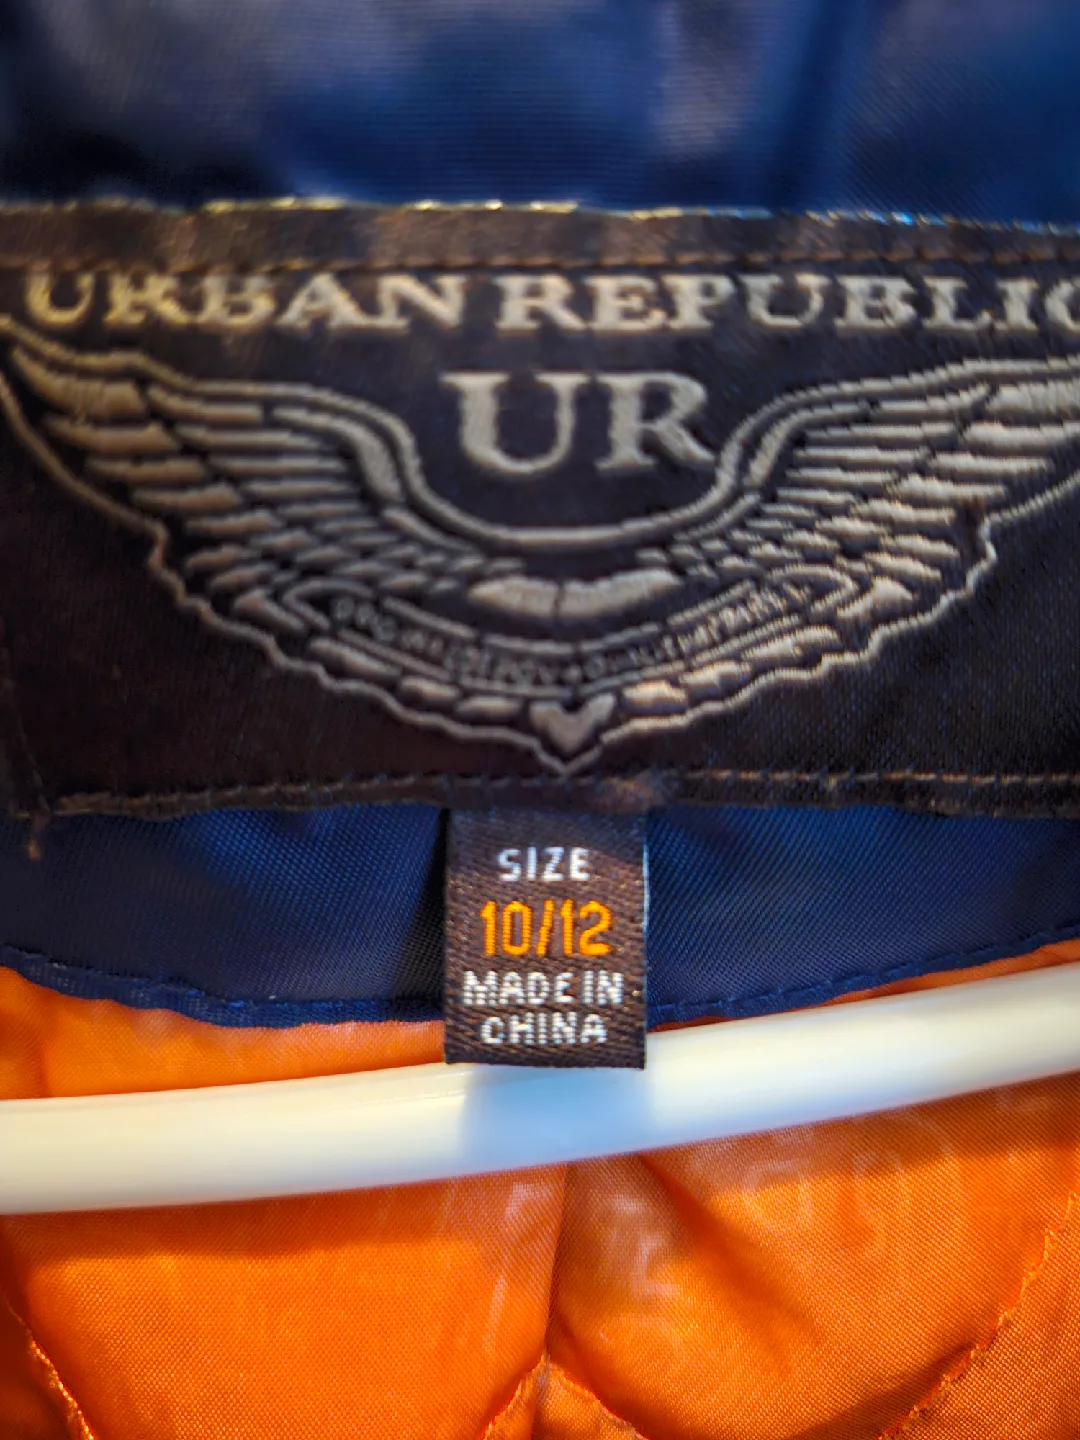 URBAN REPUBLIC
UR
SIZE
10/12
MADE IN
CHINA